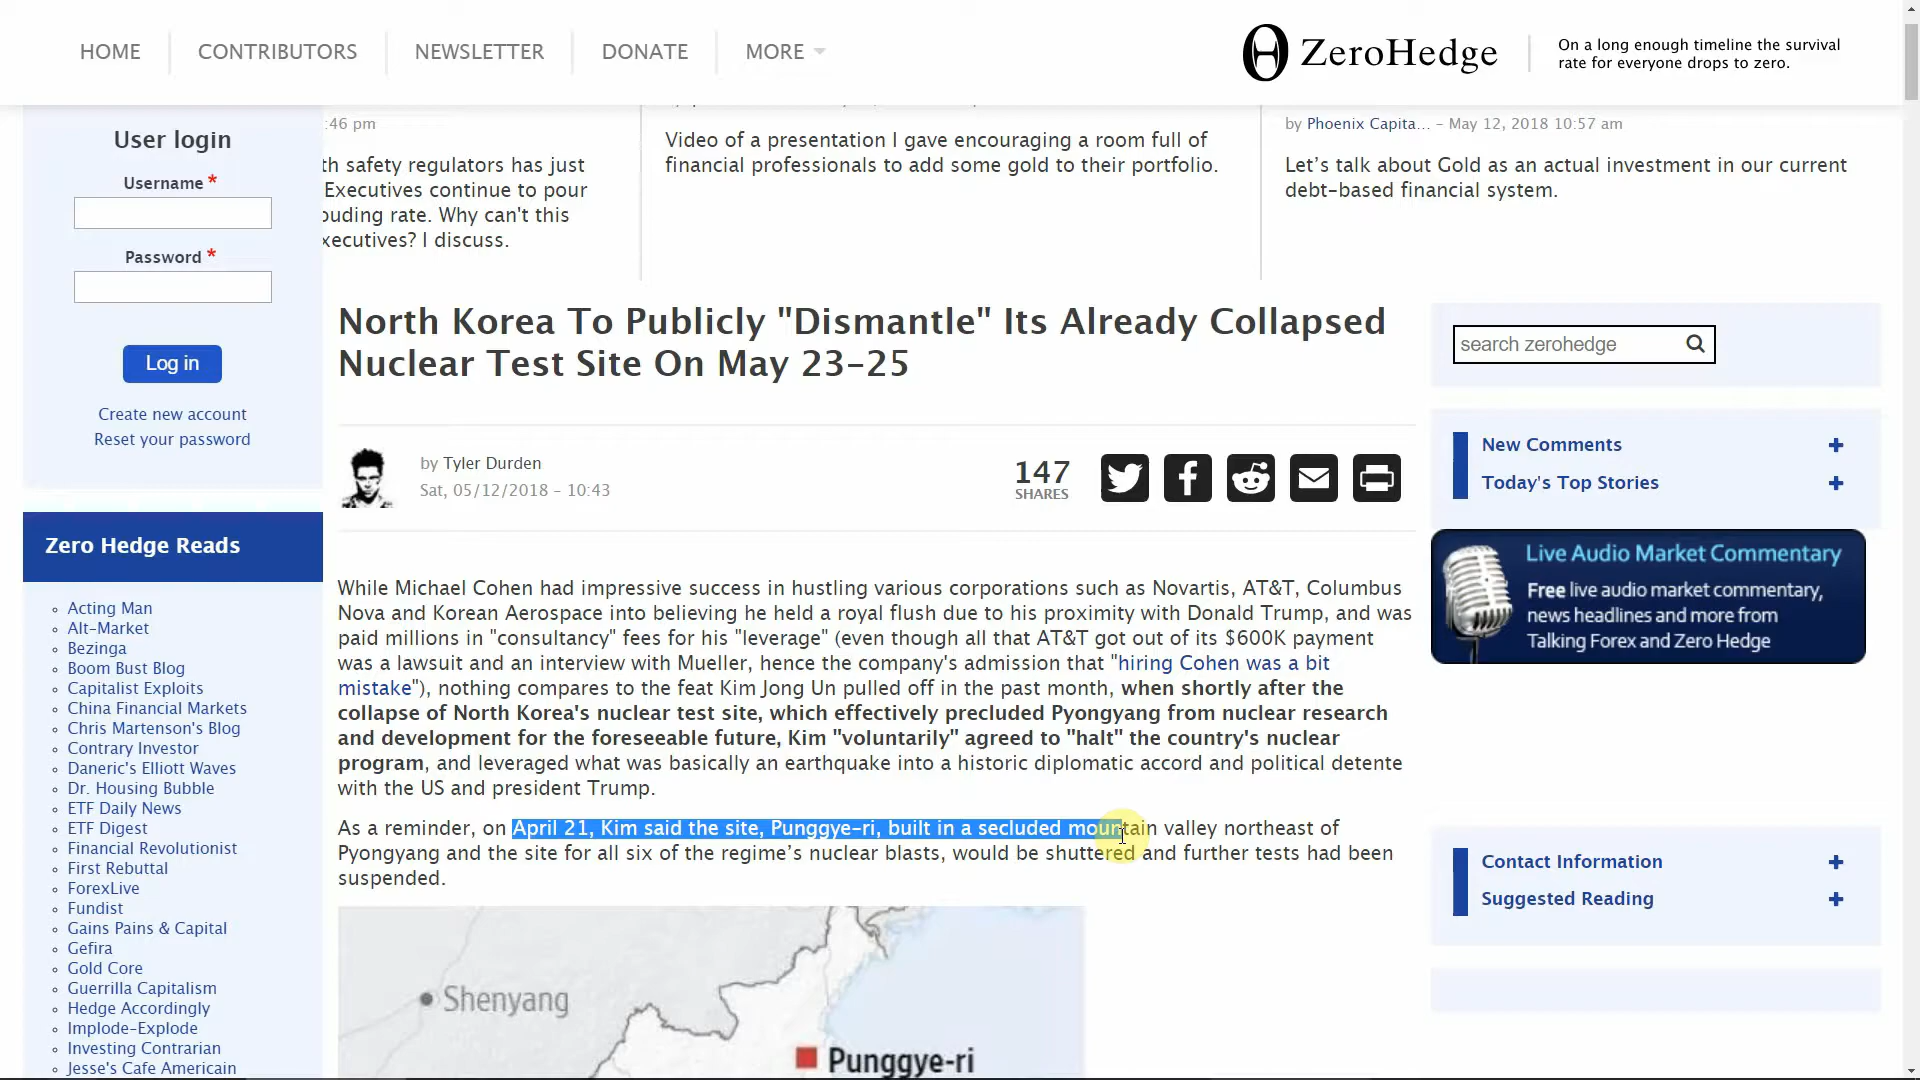 HOME
CONTRIBUTORS
NEWSLETTER
DONATE
MORE
ZeroHedge
On a long enough timeline the survival
rate for everyone drops to zero.
User login
Username *
Password *
Log in
Create new account
Reset your password
:46 pm
th safety regulators has just
Executives continue to pour
ouding rate. Why can't this
xecutives? I discuss.
Video of a presentation I gave encouraging a room full of
financial professionals to add some gold to their portfolio.
by Phoenix Capita... – May 12, 2018 10:57 am
Let's talk about Gold as an actual investment in our current
debt-based financial system.
North Korea To Publicly "Dismantle" Its Already Collapsed
Nuclear Test Site On May 23-25
by Tyler Durden
Sat, 05/12/2018 - 10:43
147
SHARES
While Michael Cohen had impressive success in hustling various corporations such as Novartis, AT&T, Columbus
Nova and Korean Aerospace into believing he held a royal flush due to his proximity with Donald Trump, and was
paid millions in "consultancy" fees for his "leverage" (even though all that AT&T got out of its $600K payment
was a lawsuit and an interview with Mueller, hence the company's admission that "hiring Cohen was a bit
mistake"), nothing compares to the feat Kim Jong Un pulled off in the past month, when shortly after the
collapse of North Korea's nuclear test site, which effectively precluded Pyongyang from nuclear research
and development for the foreseeable future, Kim "voluntarily" agreed to "halt" the country's nuclear
program, and leveraged what was basically an earthquake into a historic diplomatic accord and political detente
with the US and president Trump.
As a reminder, on April 21, Kim said the site, Punggye-ri, built in a secluded mountain valley northeast of
Pyongyang and the site for all six of the regime's nuclear blasts, would be shuttered and further tests had been
suspended.
Shenyang
Punggye-ri
Zero Hedge Reads
Acting Man
Alt-Market
Bezinga
Boom Bust Blog
Capitalist Exploits
China Financial Markets
Chris Martenson's Blog
Contrary Investor
Daneric's Elliott Waves
Dr. Housing Bubble
ETF Daily News
ETF Digest
Financial Revolutionist
First Rebuttal
ForexLive
Fundist
Gains Pains & Capital
Gefira
Gold Core
Guerrilla Capitalism
Hedge Accordingly
Implode-Explode
Investing Contrarian
Jesse's Cafe Americain
search zerohedge
New Comments +
Today's Top Stories +
Live Audio Market Commentary
Free live audio market commentary,
news headlines and more from
Talking Forex and Zero Hedge
Contact Information +
Suggested Reading +